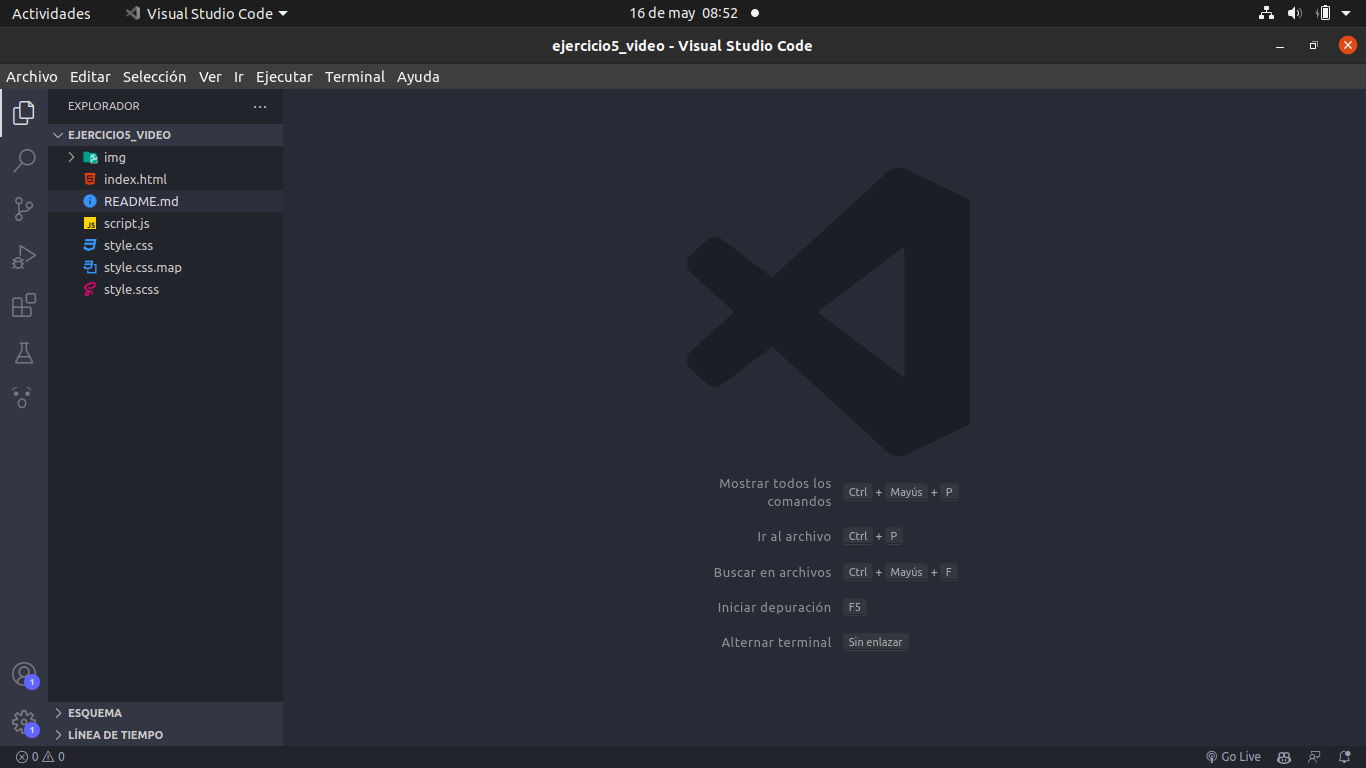 Actividades
Visual Studio Code
16 de may 08:52
ejercicio5_video - Visual Studio Code
Archivo Editar Selección Ver Ir Ejecutar Terminal Ayuda
EXPLORADOR
EJERCICIO5_VIDEO
img
index.html
README.md
JS script.js
style.css
style.css.map
style.scss
Mostrar todos los
comandos
Ctrl + Mayús + P
Ir al archivo Ctrl + P
Buscar en archivos Ctrl + Mayús + F
Iniciar depuración F5
Alternar terminal Sin enlazar
1
1
ESQUEMA
LÍNEA DE TIEMPO
0 0
Go Live